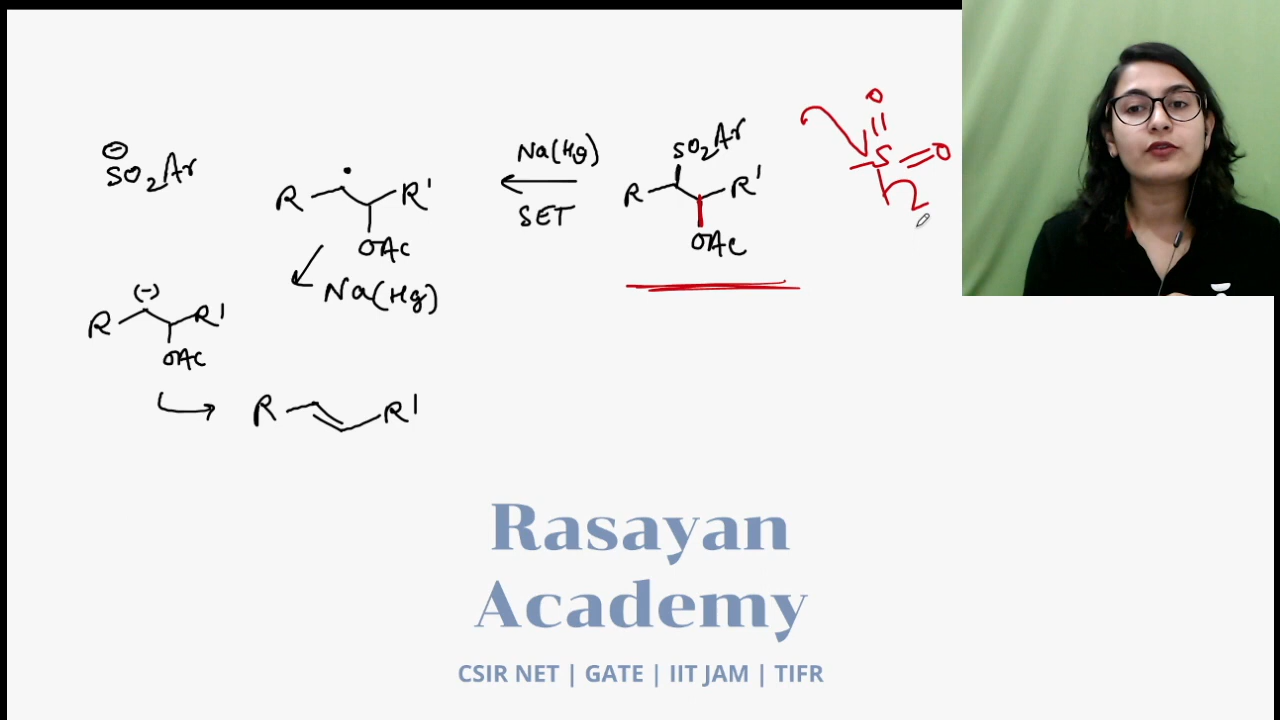 ⊖
SO2Ar
R R'
OAc
Na(Hg)
SET
SO2Ar
R R'
OAc
O
S O
Na(Hg)
(-)
R R'
OAc
R R'
Rasayan
Academy
CSIR NET | GATE | IIT JAM | TIFR